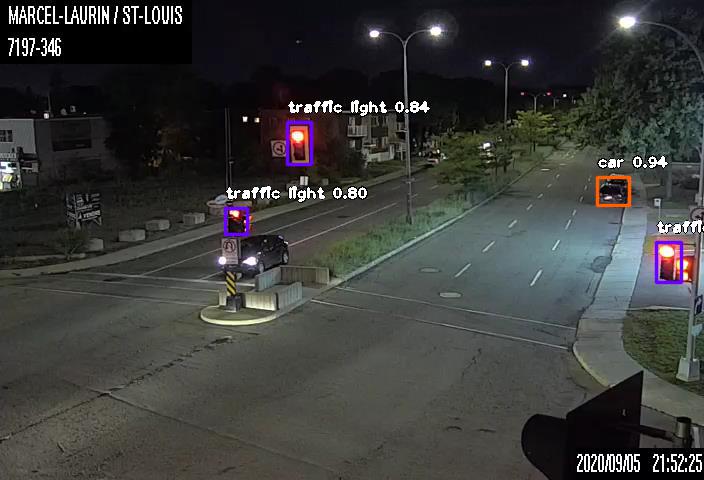 MARCEL-LAURIN / ST-LOUIS
7197-346
traffic light 0.84
car 0.94
traffic light 0.80
traffi
2020/09/05 21:52:25